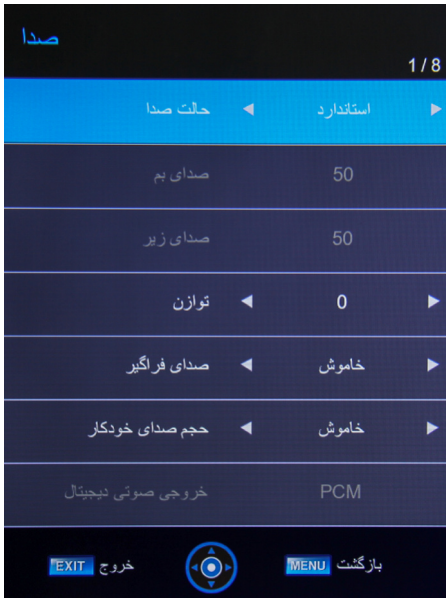 صدا
1/8
حالت صدا استاندارد
صدای بم 50
صدای زیر 50
توازن 0
صدای فراگیر خاموش
حجم صدای خودکار خاموش
خروجی صوتی دیجیتال PCM
بازگشت MENU خروج EXIT